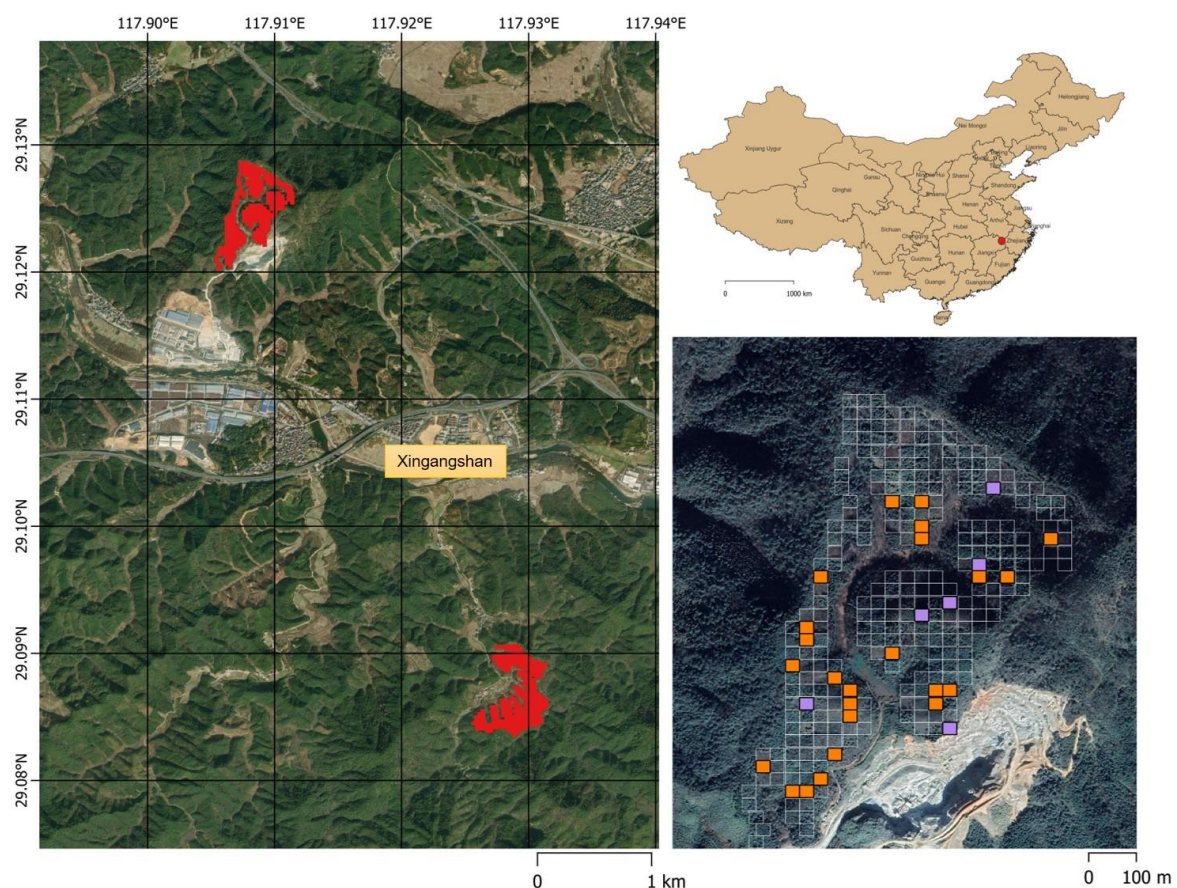 117.90°E 117.91°E 117.92°E 117.93°E 117.94°E
29.13°N
29.12°N
29.11°N
29.10°N
29.09°N
29.08°N
Xingangshan
0 1 km
Heilongjiang
Nei Mongol
Jilin
Xinjiang Uygur
Liaoning
Gansu
Ningxia Hui
Shanxi
Qinghai
Shandong
Henan
Jiangsu
Xizang
Anhui
Shanghai
Sichuan
Chongqing
Hubei
Zhejiang
Guizhou
Hunan
Jiangxi
Fujian
Yunnan
Guangxi
Guangdong
0 1000 km
0 100 m